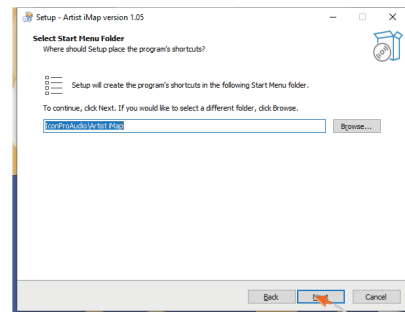 Setup - Artist iMap version 1.05
Select Start Menu Folder
Where should Setup place the program's shortcuts?
Setup will create the program's shortcuts in the following Start Menu folder.
To continue, click Next. If you would like to select a different folder, click Browse.
IconProAudio\Artist iMap
Browse...
Back Next Cancel